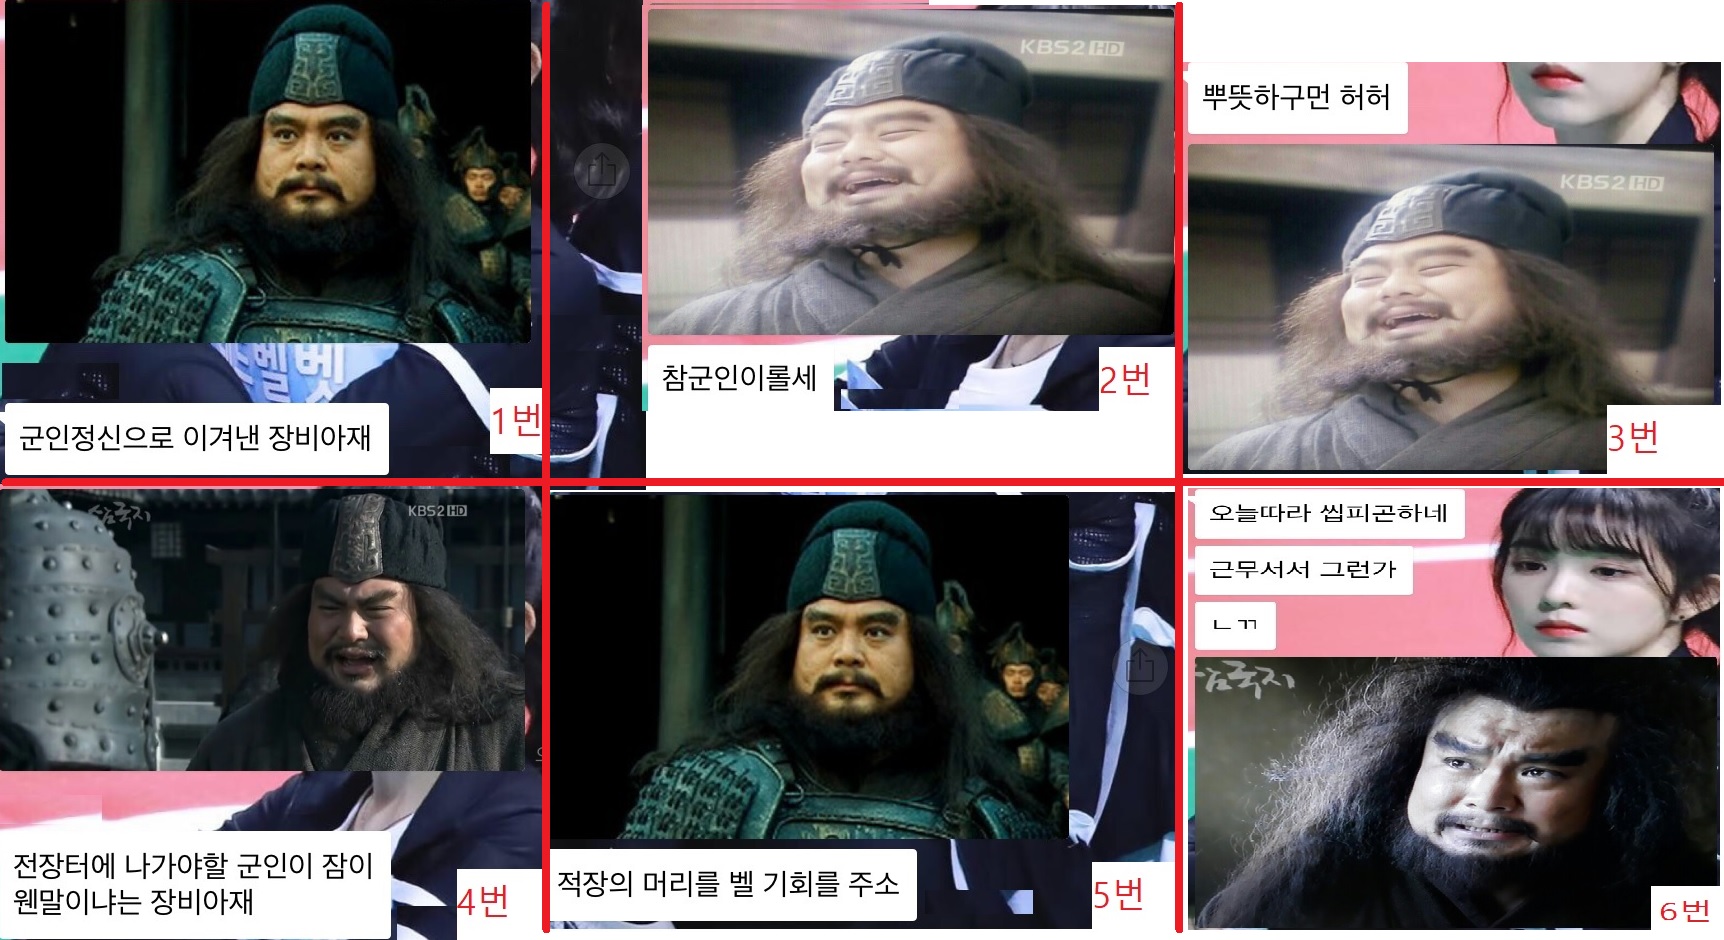 군인정신으로 이겨낸 장비아재
1번
KBS2 HD
참군인이롤세
2번
뿌뜻하구먼 허허
KBS2 HD
3번
삼국지
KBS2 HD
전장터에 나가야할 군인이 잠이
웬말이냐는 장비아재
4번
적장의 머리를 벨 기회를 주소
5번
오늘따라 씹피곤하네
근무서서 그런가
ㄴㄲ
삼국지
6번